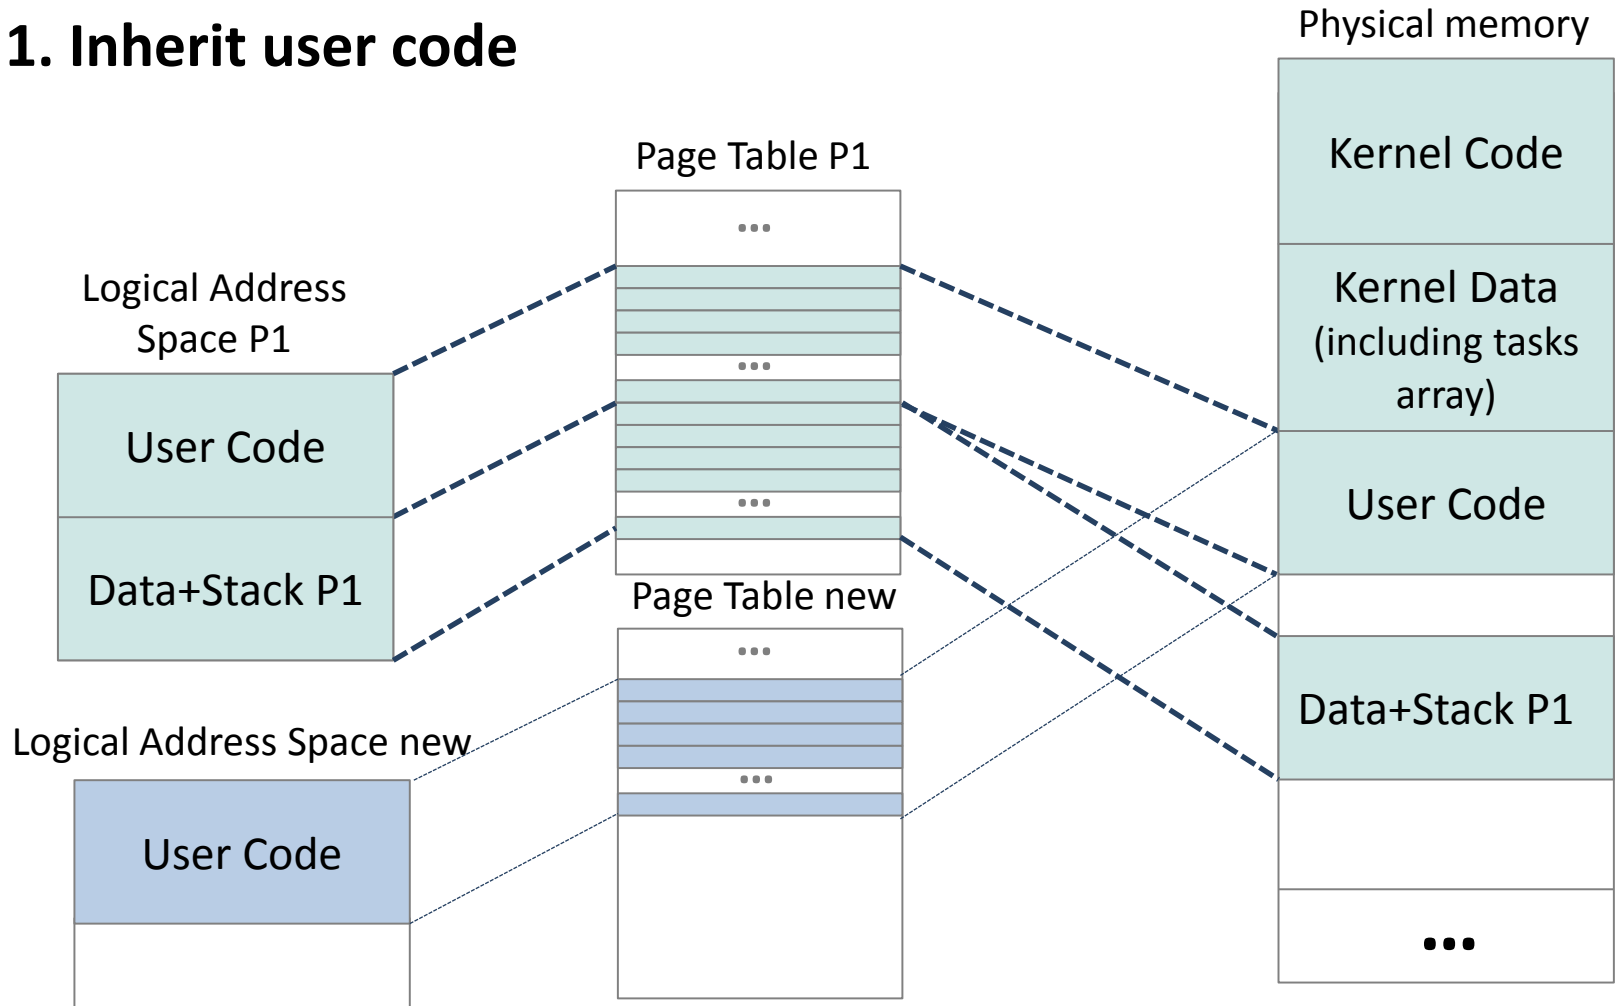 1. Inherit user code
Physical memory
Kernel Code
Kernel Data
(including tasks
array)
User Code
Data+Stack P1
...
Page Table P1
...
...
...
Logical Address
Space P1
User Code
Data+Stack P1
Page Table new
...
...
Logical Address Space new
User Code